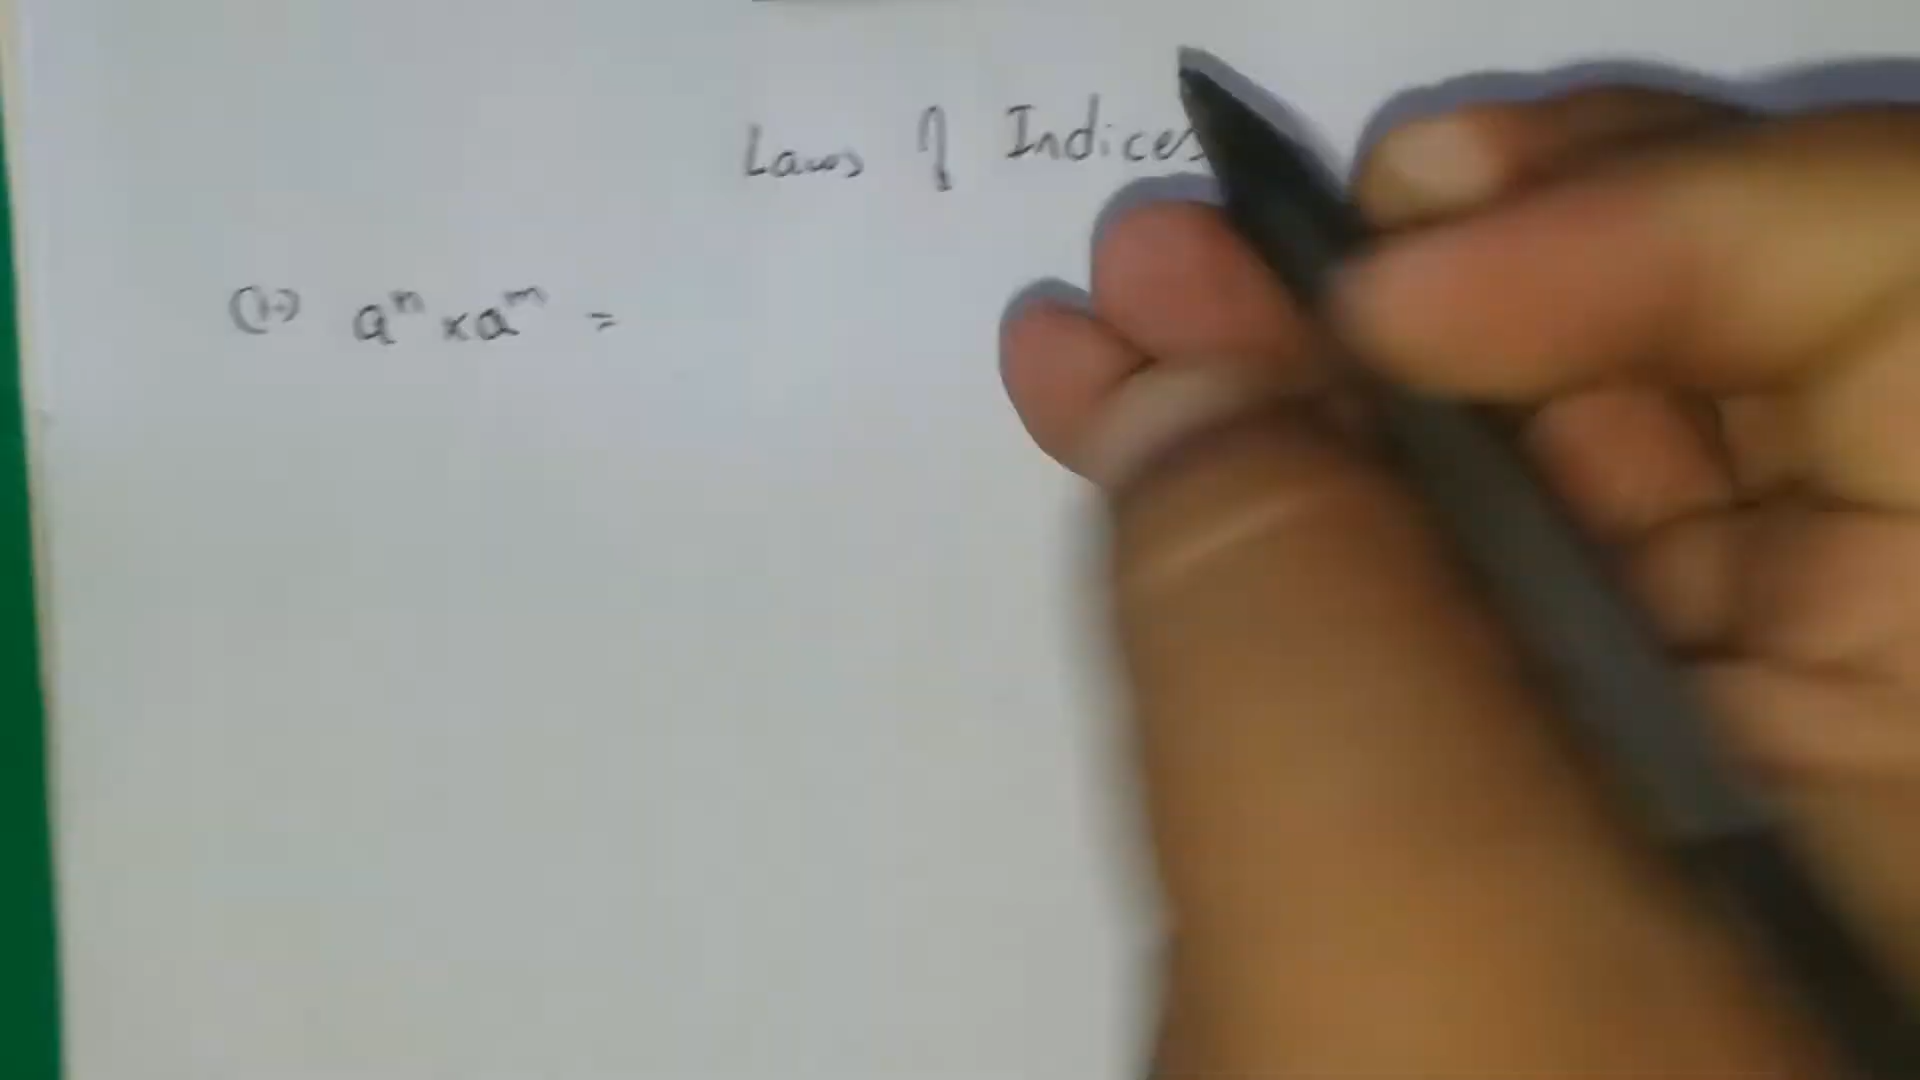 Laws of Indices
(1.) aⁿ × aᵐ =